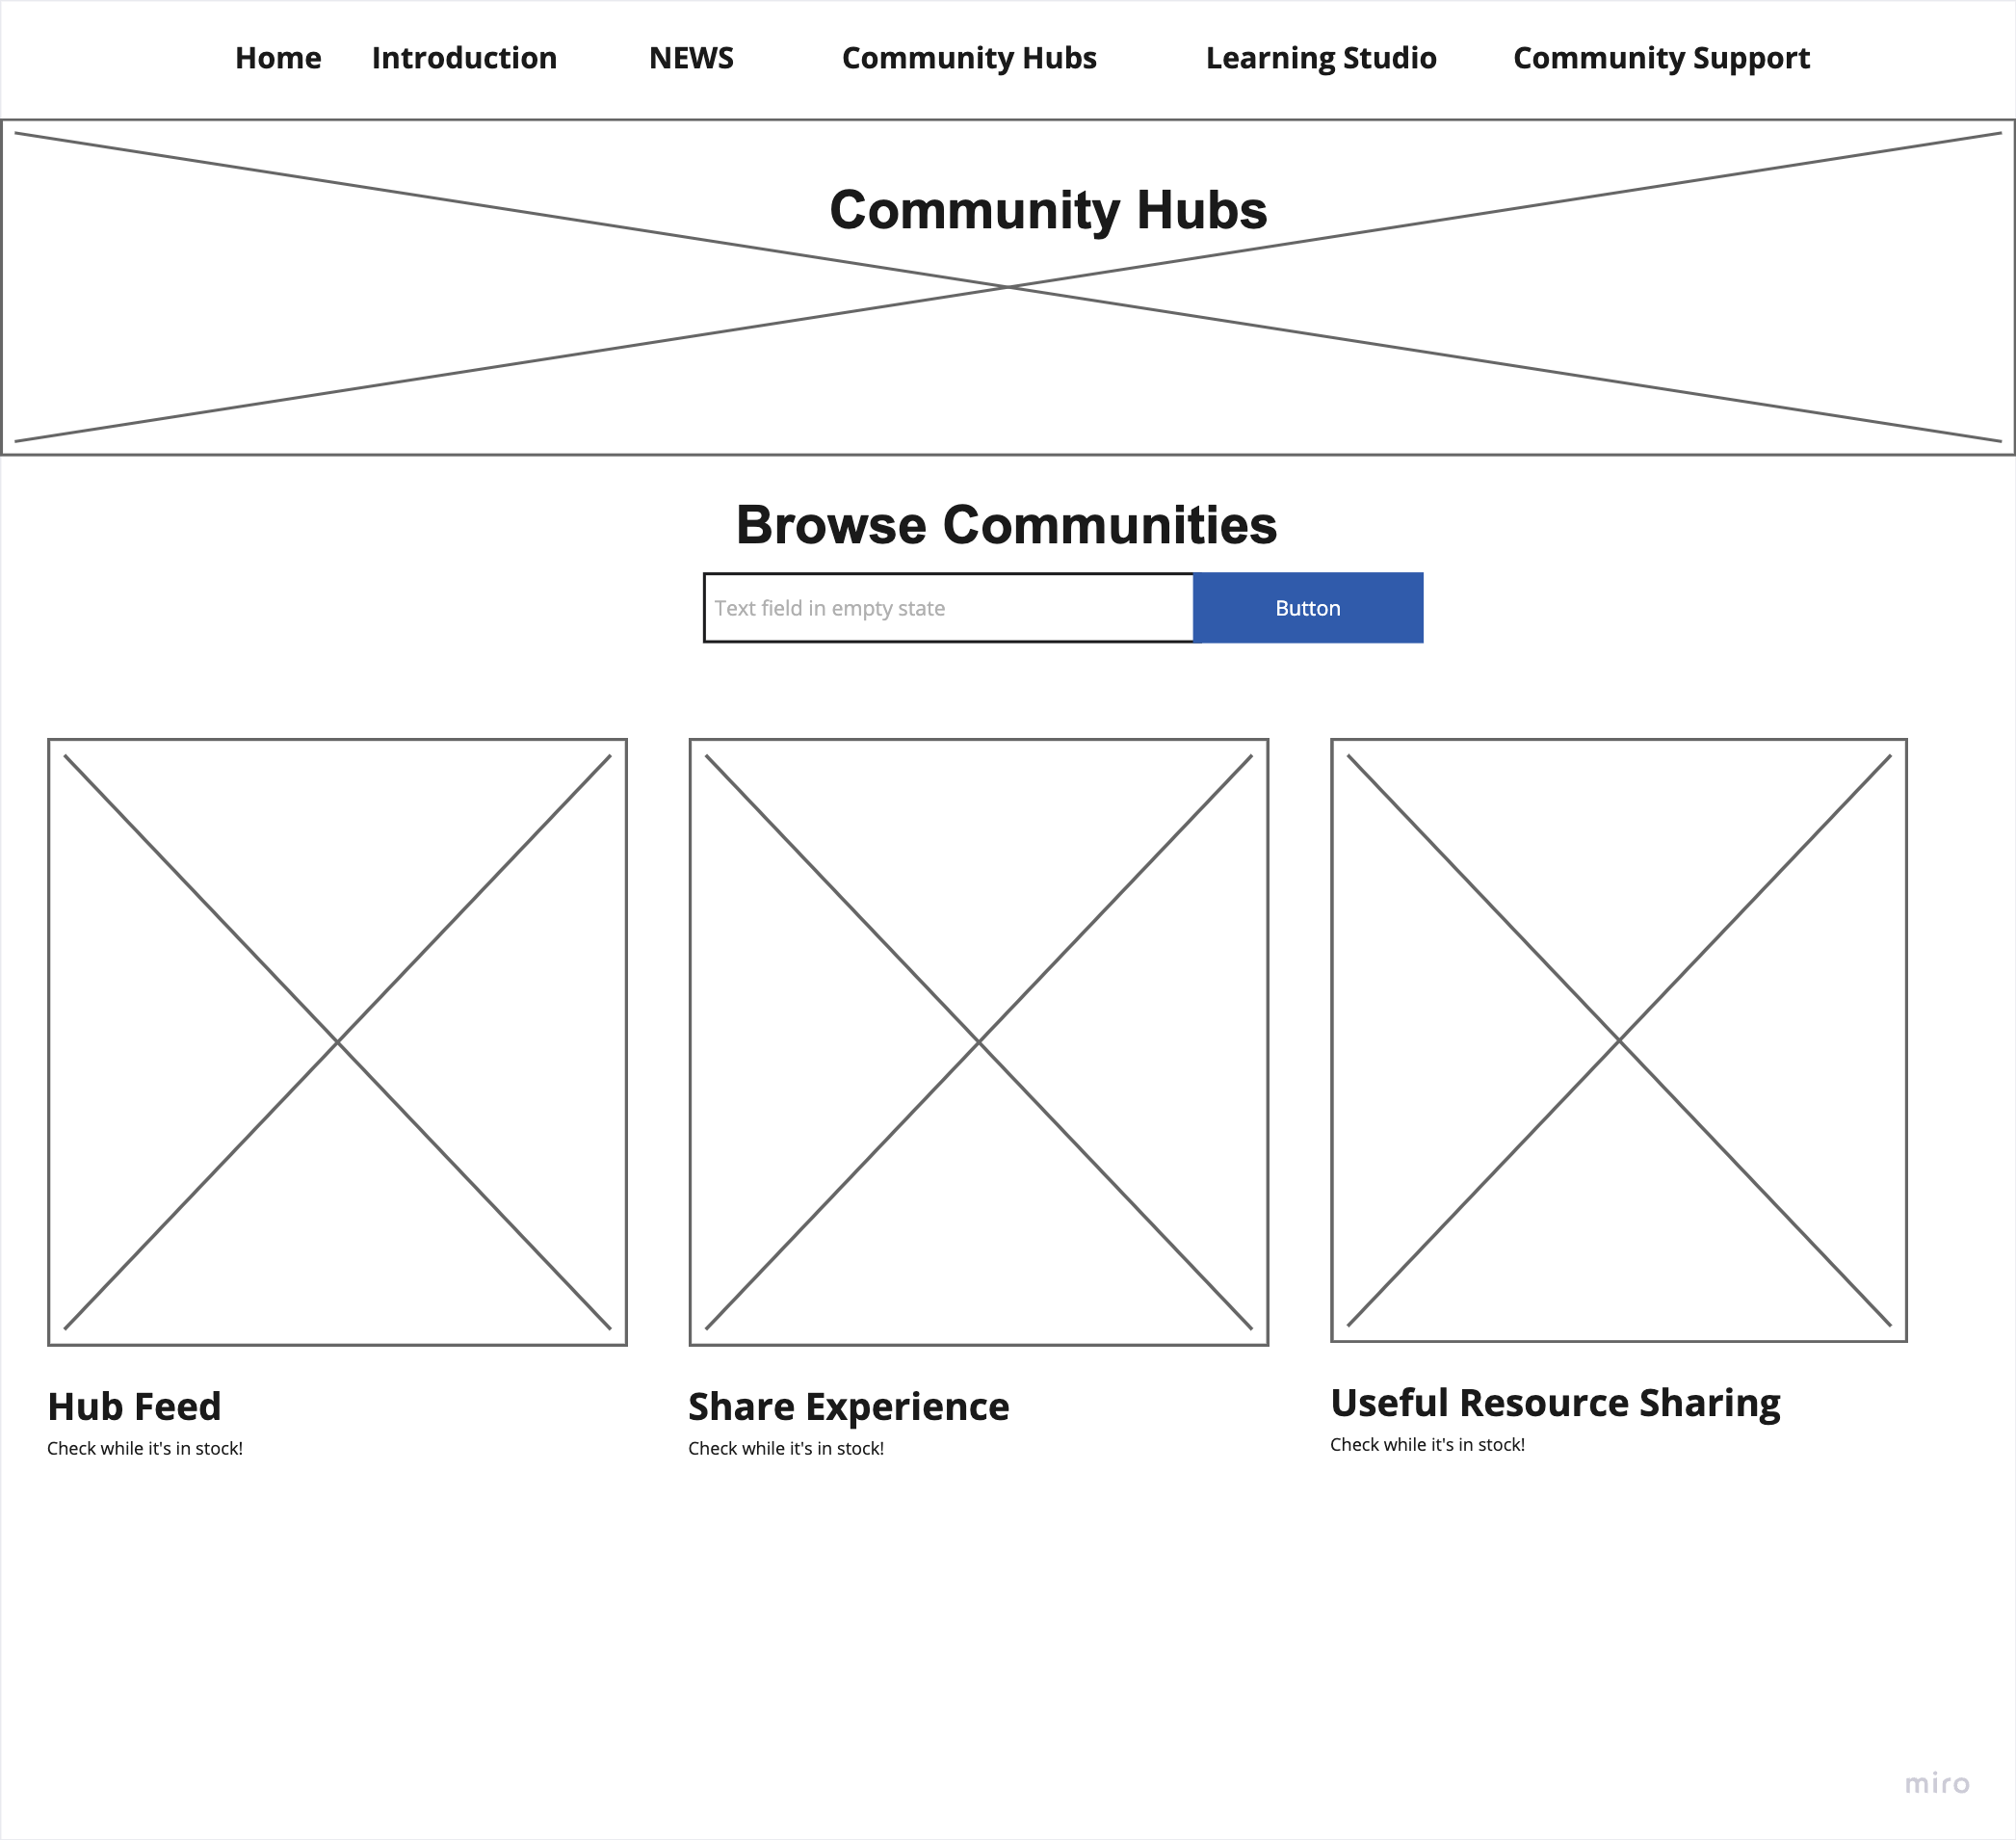 Home Introduction NEWS Community Hubs Learning Studio Community Support
Community Hubs
Browse Communities
Text field in empty state Button
Hub Feed
Check while it's in stock!
Share Experience
Check while it's in stock!
Useful Resource Sharing
Check while it's in stock!
miro